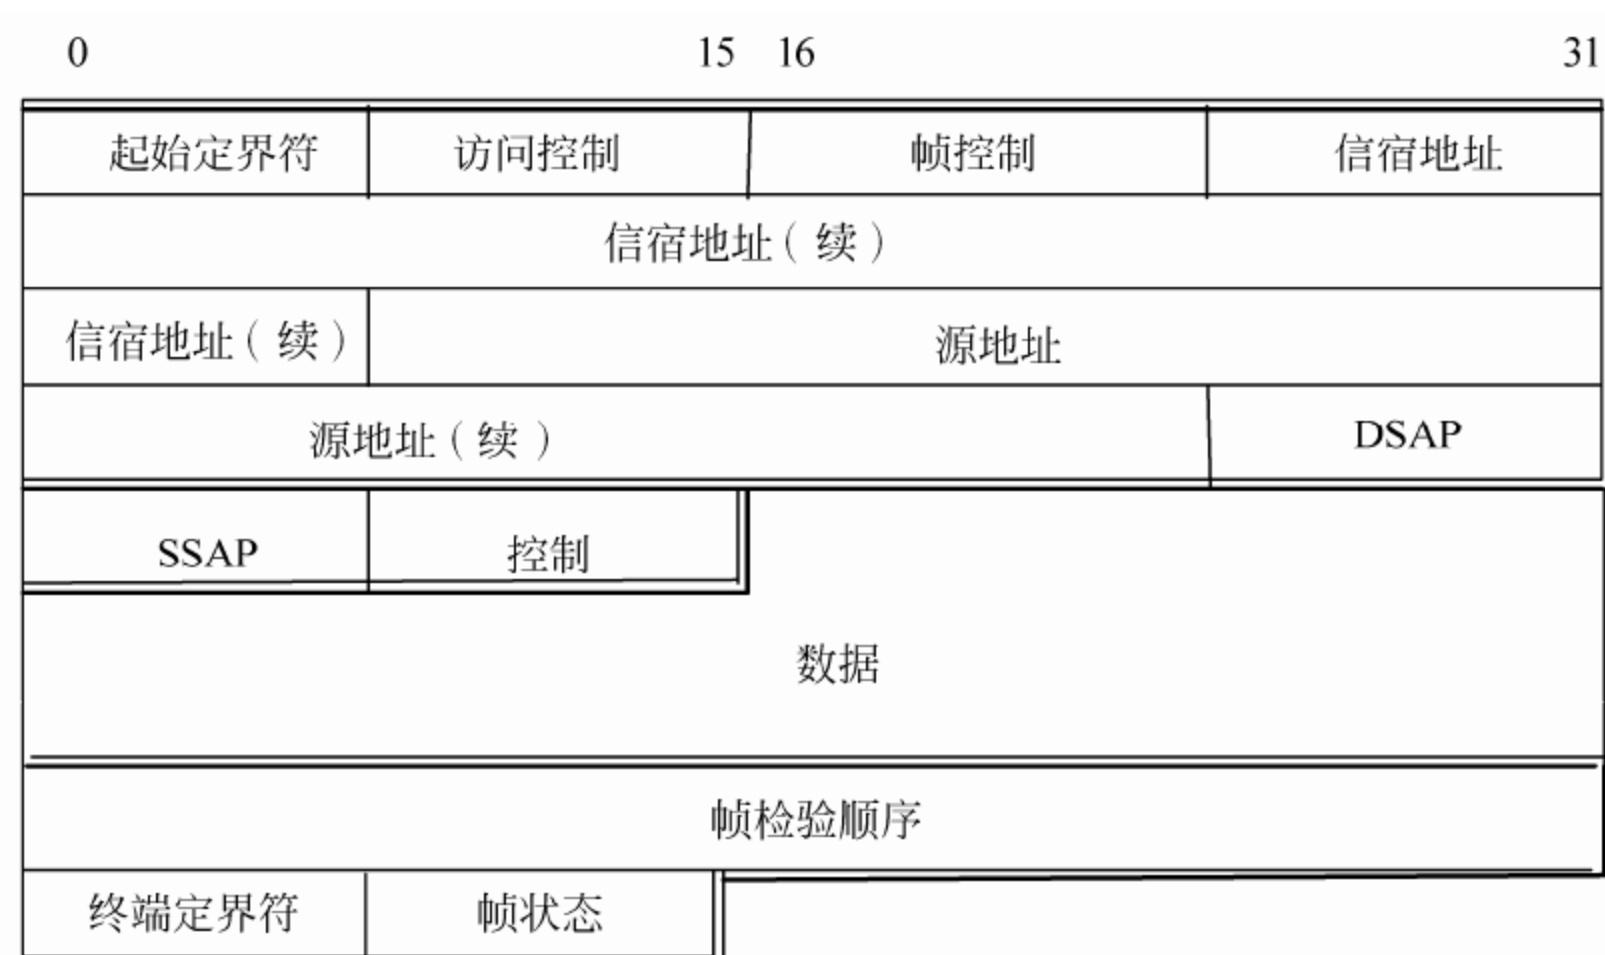 0 15 16 31
起始定界符 访问控制 帧控制 信宿地址
信宿地址（续）
信宿地址（续） 源地址
源地址（续） DSAP
SSAP 控制
数据
帧检验顺序
终端定界符 帧状态